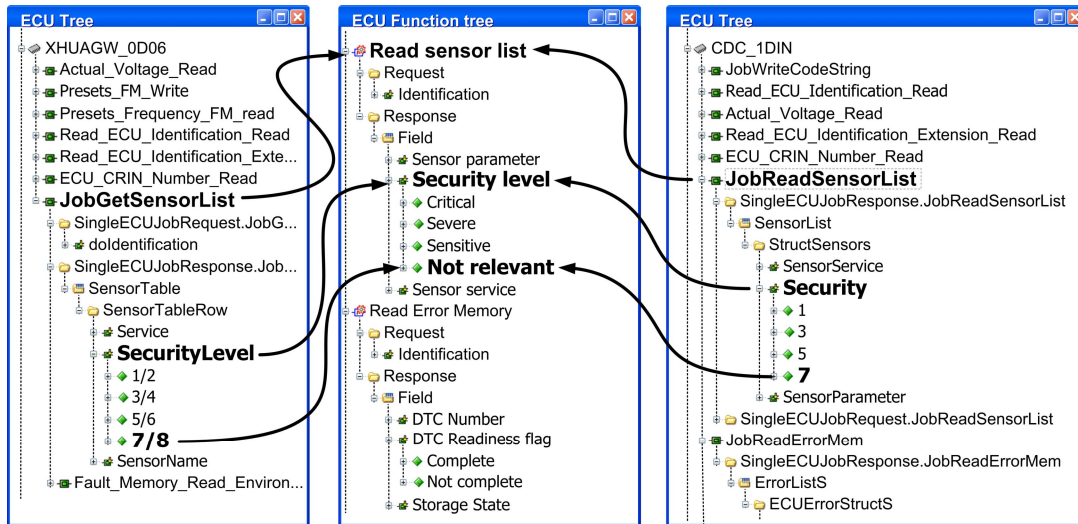 ECU Tree
XHUAGW_0D06
Actual_Voltage_Read
Presets_FM_Write
Presets_Frequency_FM_read
Read_ECU_Identification_Read
Read_ECU_Identification_Exte...
ECU_CRIN_Number_Read
JobGetSensorList
SingleECUJobRequest.JobG...
doIdentification
SingleECUJobResponse.Job...
SensorTable
SensorTableRow
Service
SecurityLevel
1/2
3/4
5/6
7/8
SensorName
Fault_Memory_Read_Environ...
ECU Function tree
Read sensor list
Request
Identification
Response
Field
Sensor parameter
Security level
Critical
Severe
Sensitive
Not relevant
Sensor service
Read Error Memory
Request
Identification
Response
Field
DTC Number
DTC Readiness flag
Complete
Not complete
Storage State
ECU Tree
CDC_1DIN
JobWriteCodeString
Read_ECU_Identification_Read
Actual_Voltage_Read
Read_ECU_Identification_Extension_Read
ECU_CRIN_Number_Read
JobReadSensorList
SingleECUJobResponse.JobReadSensorList
SensorList
StructSensors
SensorService
Security
1
3
5
7
SensorParameter
SingleECUJobRequest.JobReadSensorList
JobReadErrorMem
SingleECUJobResponse.JobReadErrorMem
ErrorListS
ECUErrorStructS